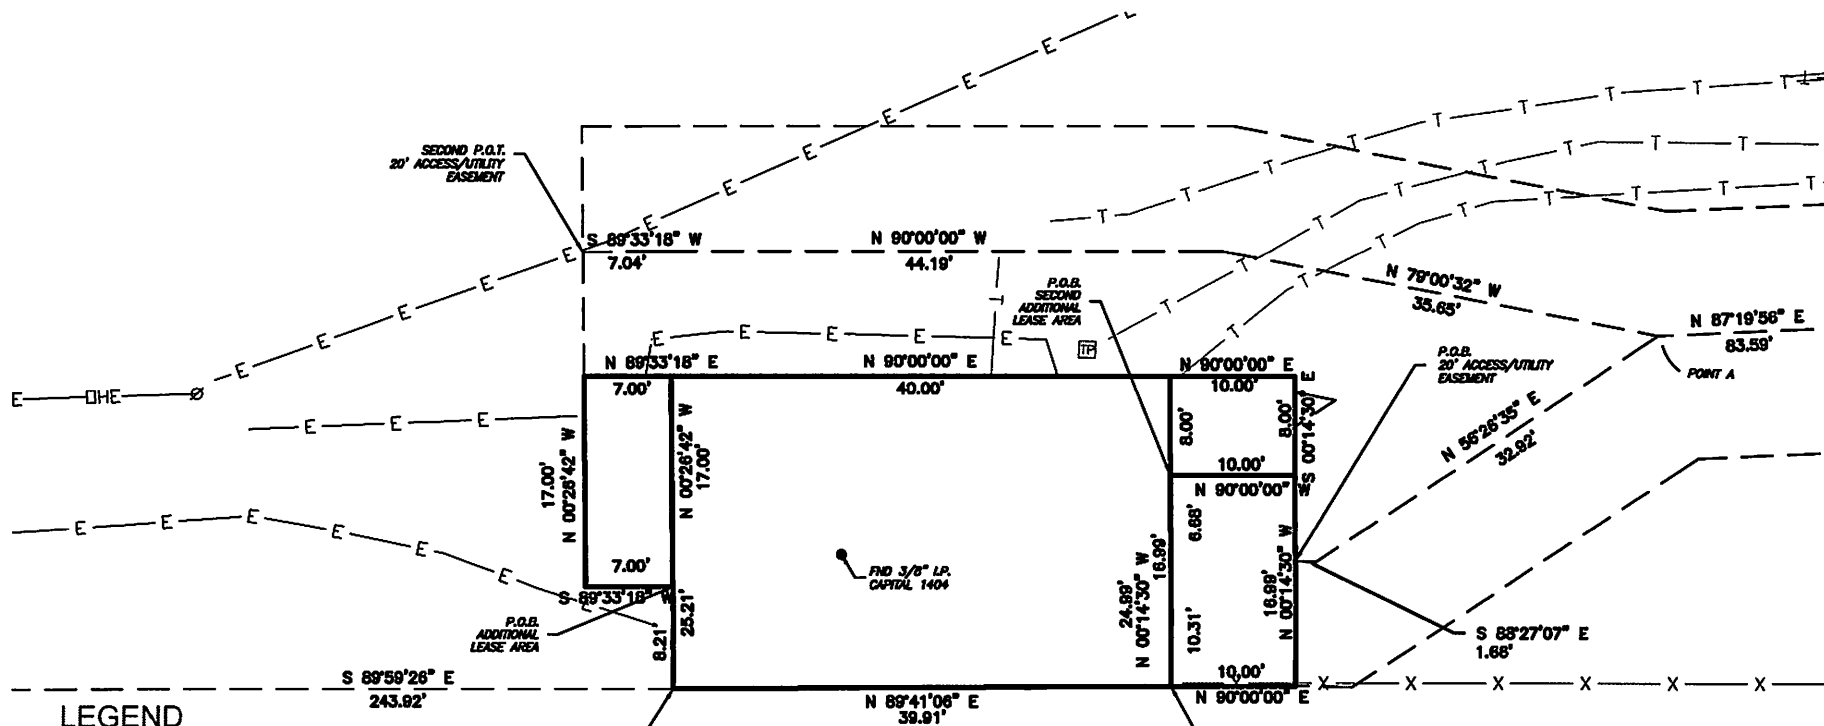 SECOND P.O.T.
20' ACCESS/UTILITY
EASEMENT
S 89°33'18" W
7.04'
N 90°00'00" W
44.19'
P.O.B.
SECOND
ADDITIONAL
LEASE AREA
N 79°00'32" W
35.65'
N 87°19'56" E
83.59'
POINT A
P.O.B.
20' ACCESS/UTILITY
EASEMENT
TP
N 89°33'18" E
7.00'
N 90°00'00" E
40.00'
N 90°00'00" E
10.00'
OHE
17.00'
N 00°26'42" W
N 00°26'42" W
17.00'
8.00'
8.00'
S 00°14'30" E
N 56°26'35" E
32.92'
10.00'
N 90°00'00" W
7.00'
S 89°33'18" W
FND 3/8" I.P.
CAPITAL 1404
6.68'
16.99'
24.99'
N 00°14'30" W
10.31'
16.99'
N 00°14'30" W
P.O.B.
ADDITIONAL
LEASE AREA
8.21'
25.21'
S 88°27'07" E
1.66'
S 89°59'26" E
243.92'
10.00'
N 90°00'00" E
N 89°41'06" E
39.91'
LEGEND